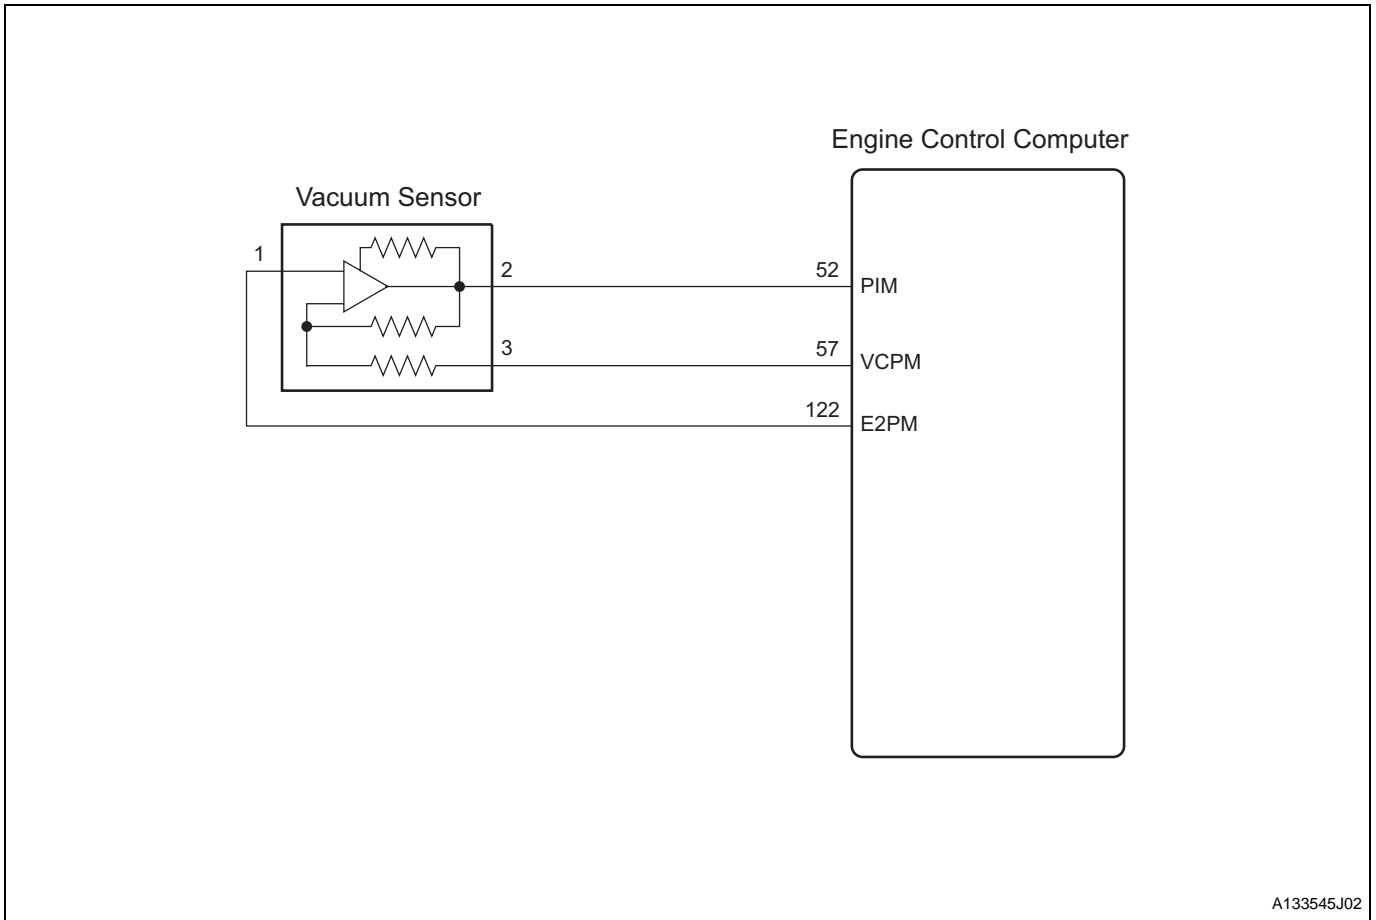 Engine Control Computer
Vacuum Sensor
1
2
52
PIM
3
57
VCPM
122
E2PM
A133545J02